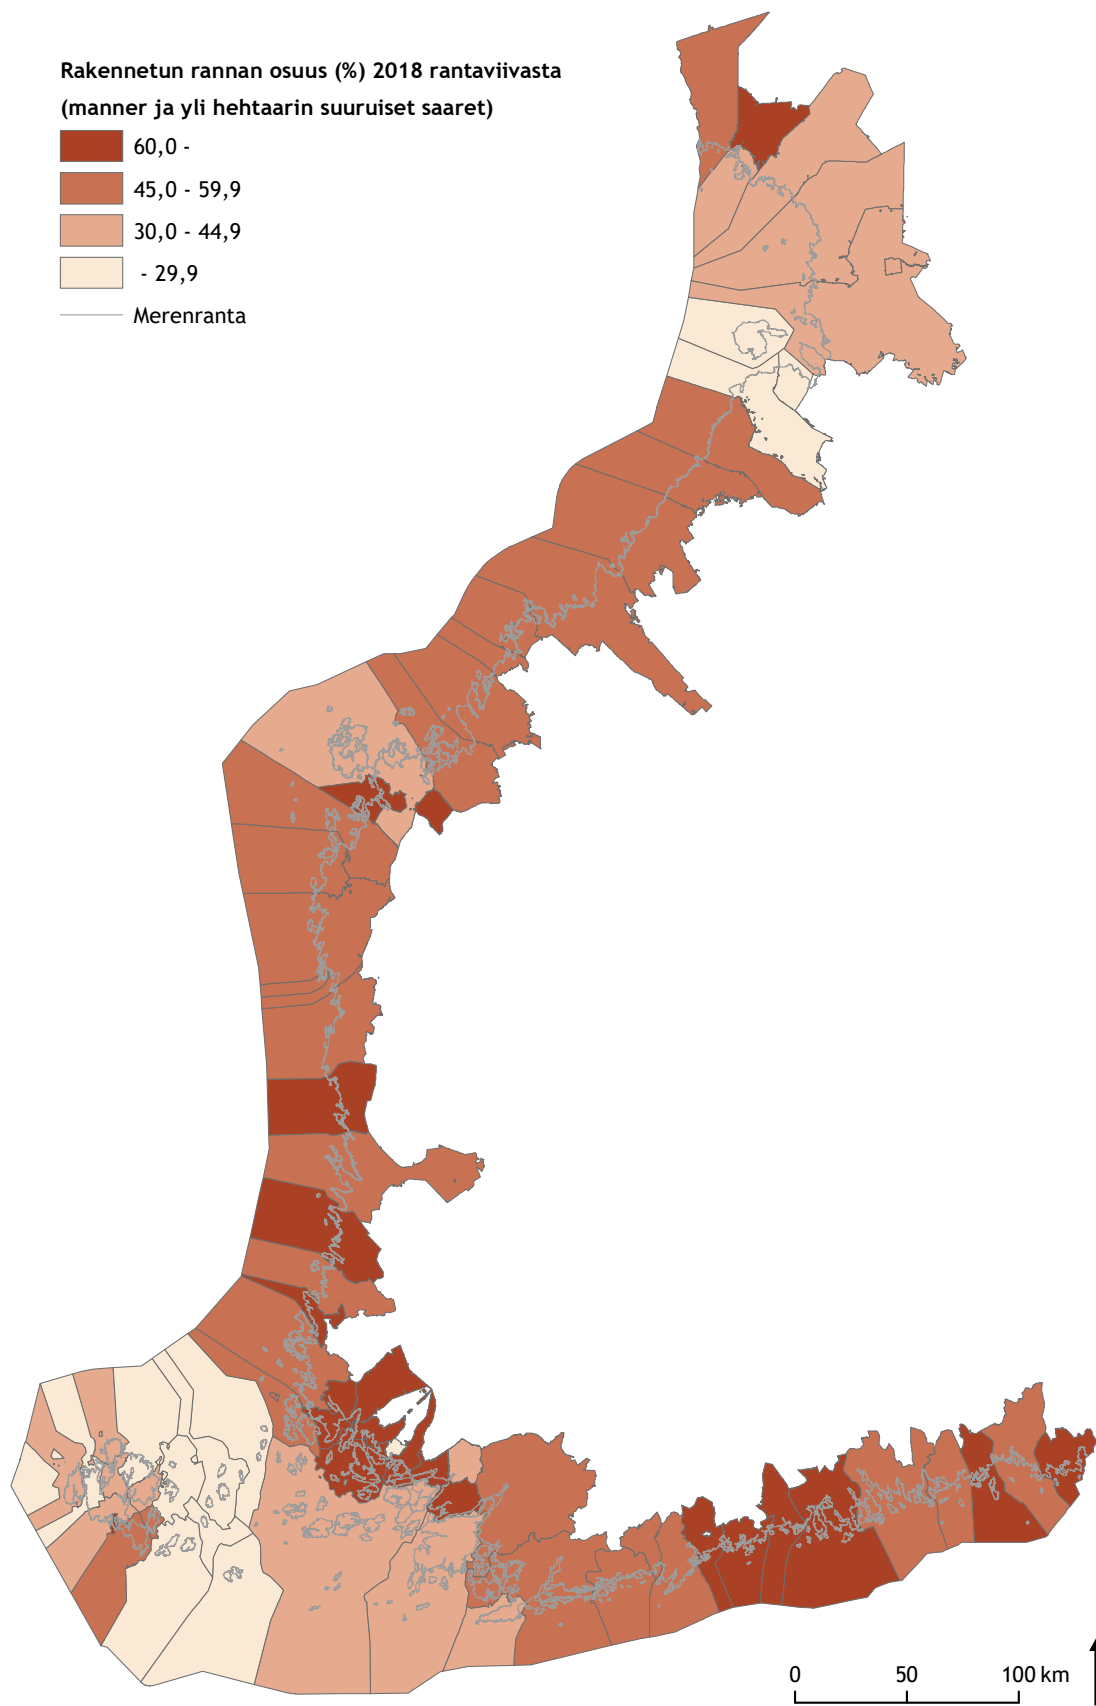 Rakennetun rannan osuus (%) 2018 rantaviivasta
(manner ja yli hehtaarin suuruiset saaret)
60,0 -
45,0 - 59,9
30,0 - 44,9
- 29,9
Merenranta
0 50 100 km